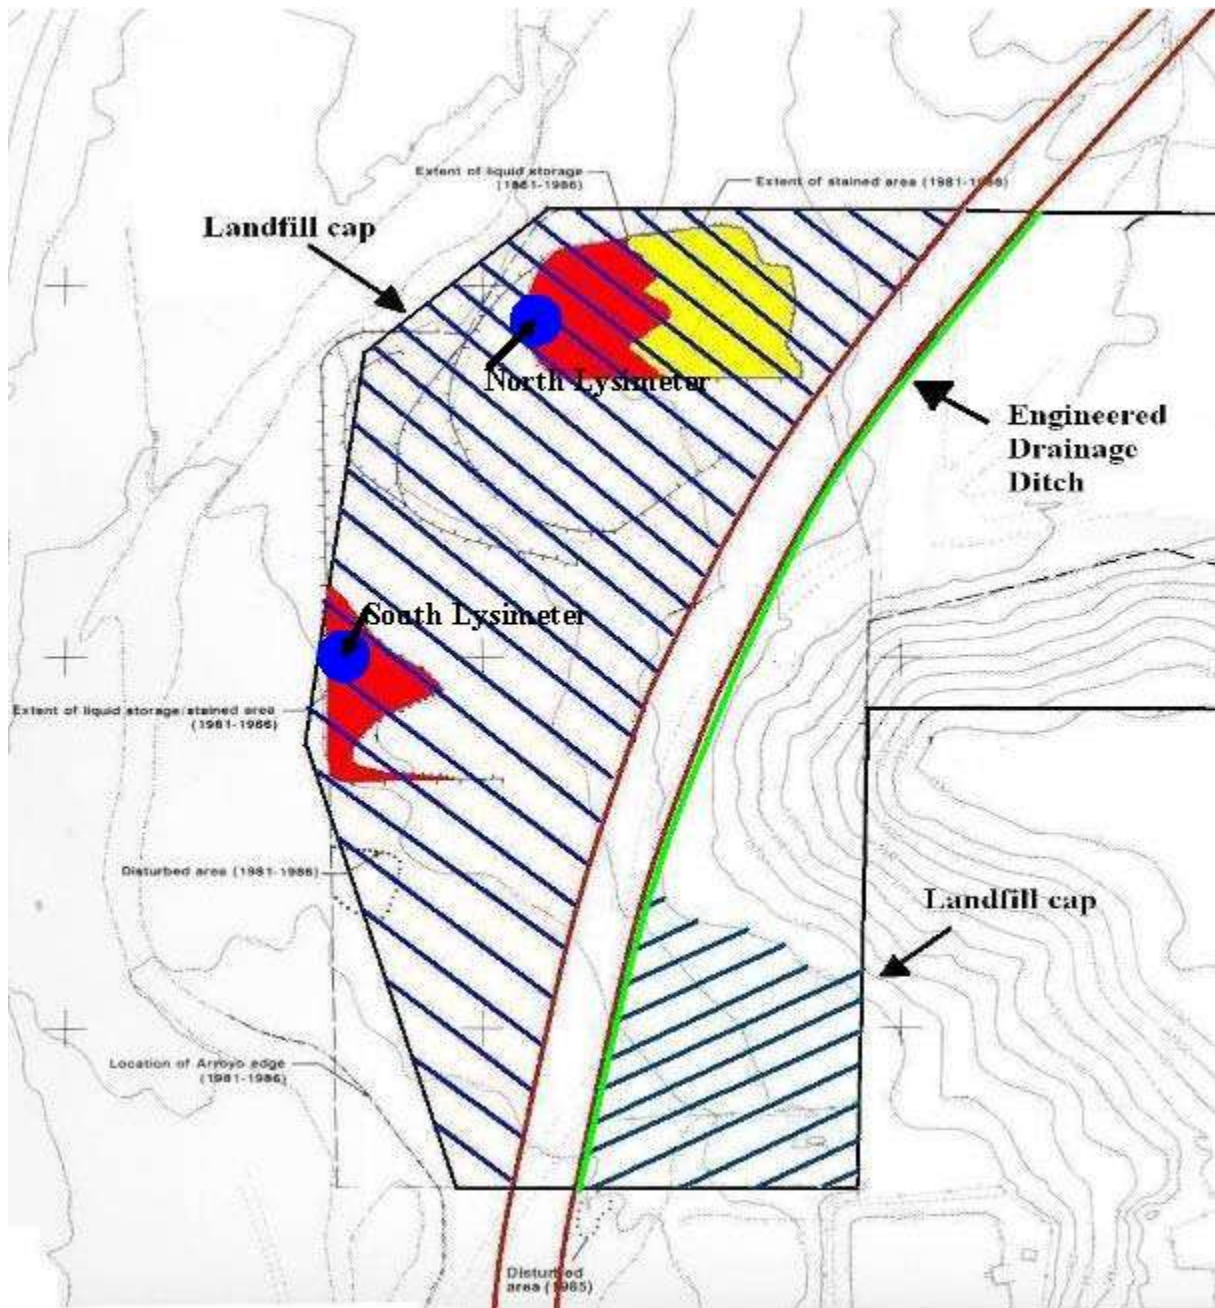 Extent of liquid storage
(1981-1986)
Extent of stained area (1981-1986)
Landfill cap
North Lysimeter
Engineered
Drainage
Ditch
South Lysimeter
Extent of liquid storage/stained area
(1981-1986)
Disturbed area (1981-1986)
Landfill cap
Location of Arroyo edge
(1981-1986)
Disturbed
area (1985)